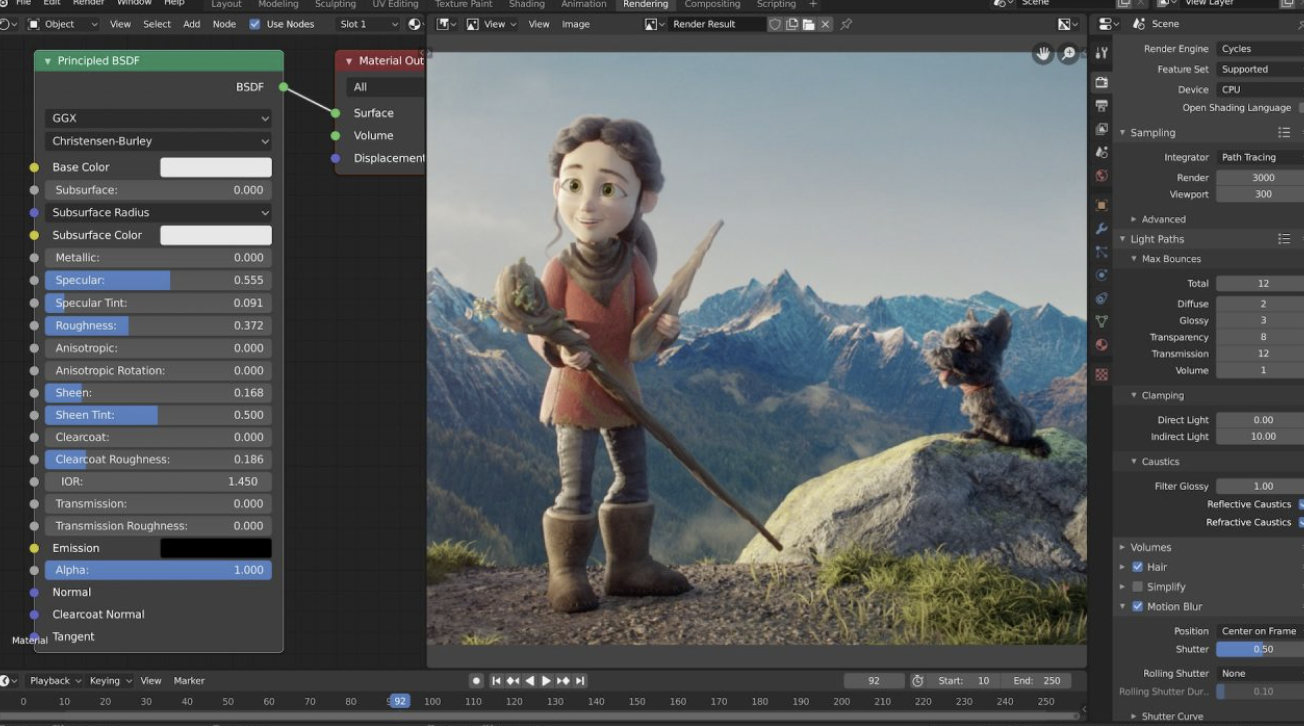 File Edit Render Window Help Layout Modeling Sculpting UV Editing Texture Paint Shading Animation Rendering Compositing Scripting + Scene View Layer
Object View Select Add Node Use Nodes Slot 1 View View Image Render Result Scene
Principled BSDF
BSDF
GGX
Christensen-Burley
Base Color
Subsurface: 0.000
Subsurface Radius
Subsurface Color
Metallic: 0.000
Specular: 0.555
Specular Tint: 0.091
Roughness: 0.372
Anisotropic: 0.000
Anisotropic Rotation: 0.000
Sheen: 0.168
Sheen Tint: 0.500
Clearcoat: 0.000
Clearcoat Roughness: 0.186
IOR: 1.450
Transmission: 0.000
Transmission Roughness: 0.000
Emission
Alpha: 1.000
Normal
Clearcoat Normal
Tangent
Material
Material Out
All
Surface
Volume
Displacement
Render Engine Cycles
Feature Set Supported
Device CPU
Open Shading Language
Sampling
Integrator Path Tracing
Render 3000
Viewport 300
Advanced
Light Paths
Max Bounces
Total 12
Diffuse 2
Glossy 3
Transparency 8
Transmission 12
Volume 1
Clamping
Direct Light 0.00
Indirect Light 10.00
Caustics
Filter Glossy 1.00
Reflective Caustics
Refractive Caustics
Volumes
Hair
Simplify
Motion Blur
Position Center on Frame
Shutter 0.50
Rolling Shutter None
Rolling Shutter Dur.. 0.10
Shutter Curve
Playback Keying View Marker 92 Start: 10 End: 250
0 10 20 30 40 50 60 70 80 92 100 110 120 130 140 150 160 170 180 190 200 210 220 230 240 250